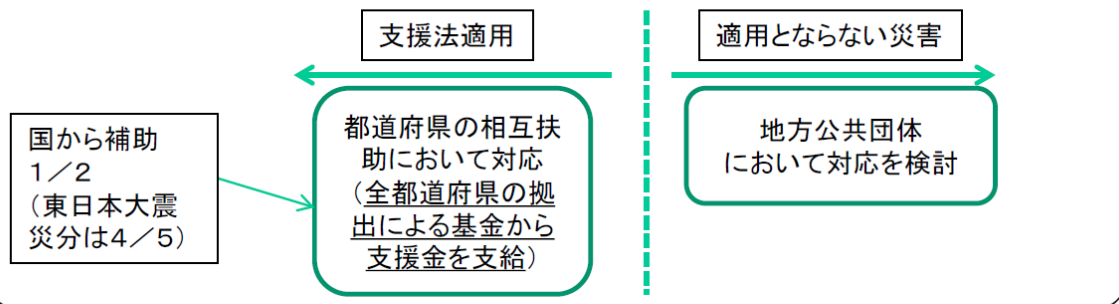 支援法適用
適用とならない災害
国から補助
1/2
(東日本大震
災分は4/5)
都道府県の相互扶
助において対応
(全都道府県の拠
出による基金から
支援金を支給)
地方公共団体
において対応を検討